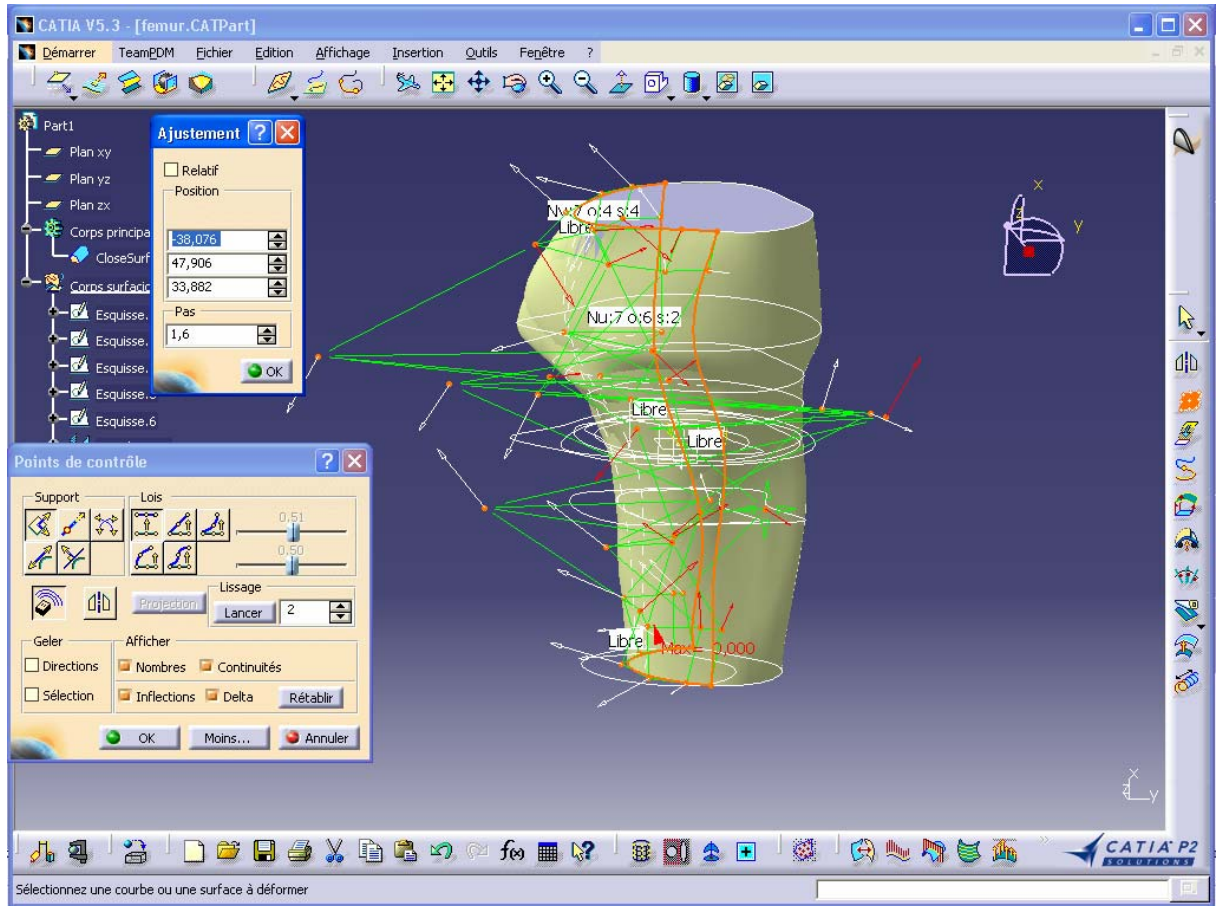 CATIA V5.3 - [femur.CATPart]
Démarrer TeamPDM Fichier Edition Affichage Insertion Outils Fenêtre ?
Part1
Plan xy
Plan yz
Plan zx
Corps principa
CloseSurf
Corps surfacic
Esquisse.
Esquisse.
Esquisse.
Esquisse.
Esquisse.6
Ajustement ?
Relatif
Position
-38,076
47,906
33,882
Pas
1,6
OK
Nv:7 o:4 s:4
Libre
Nu:7 o:6 s:2
Libre
Libre
Libre
Max = 0,000
x
y
z
Points de contrôle ?
Support
Lois
0.51
0.50
Projection
Lissage
Lancer 2
Geler
Directions
Sélection
Afficher
Nombres Continuités
Inflections Delta Rétablir
OK Moins... Annuler
x
z y
f(x)
CATIA P2
SOLUTIONS
Sélectionnez une courbe ou une surface à déformer